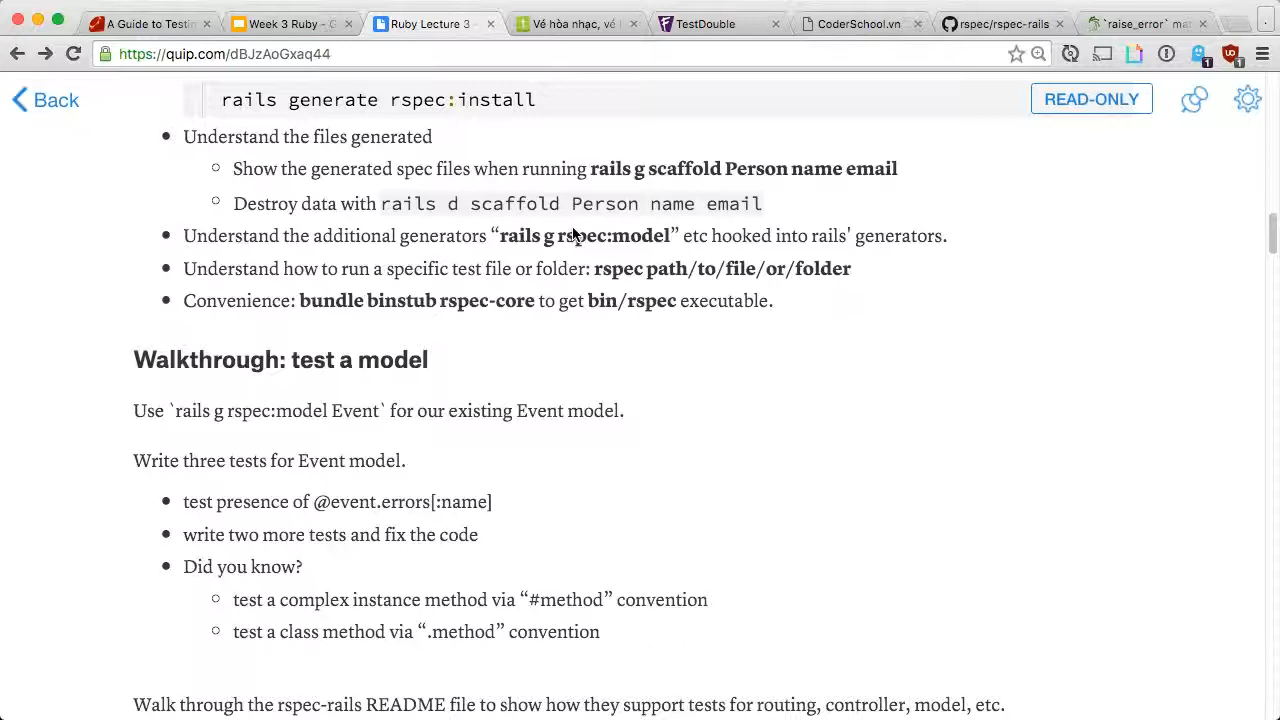 A Guide to Testin
Week 3 Ruby - G
Ruby Lecture 3 -
Vé hòa nhạc, vé
TestDouble
CoderSchool.vn
rspec/rspec-rails
`raise_error` mat
https://quip.com/dBJzAoGxaq44
1
1
Back
rails generate rspec:install
READ-ONLY
• Understand the files generated
○ Show the generated spec files when running rails g scaffold Person name email
○ Destroy data with rails d scaffold Person name email
• Understand the additional generators “rails g rspec:model” etc hooked into rails' generators.
• Understand how to run a specific test file or folder: rspec path/to/file/or/folder
• Convenience: bundle binstub rspec-core to get bin/rspec executable.
Walkthrough: test a model
Use `rails g rspec:model Event` for our existing Event model.
Write three tests for Event model.
• test presence of @event.errors[:name]
• write two more tests and fix the code
• Did you know?
○ test a complex instance method via “#method” convention
○ test a class method via “.method” convention
Walk through the rspec-rails README file to show how they support tests for routing, controller, model, etc.